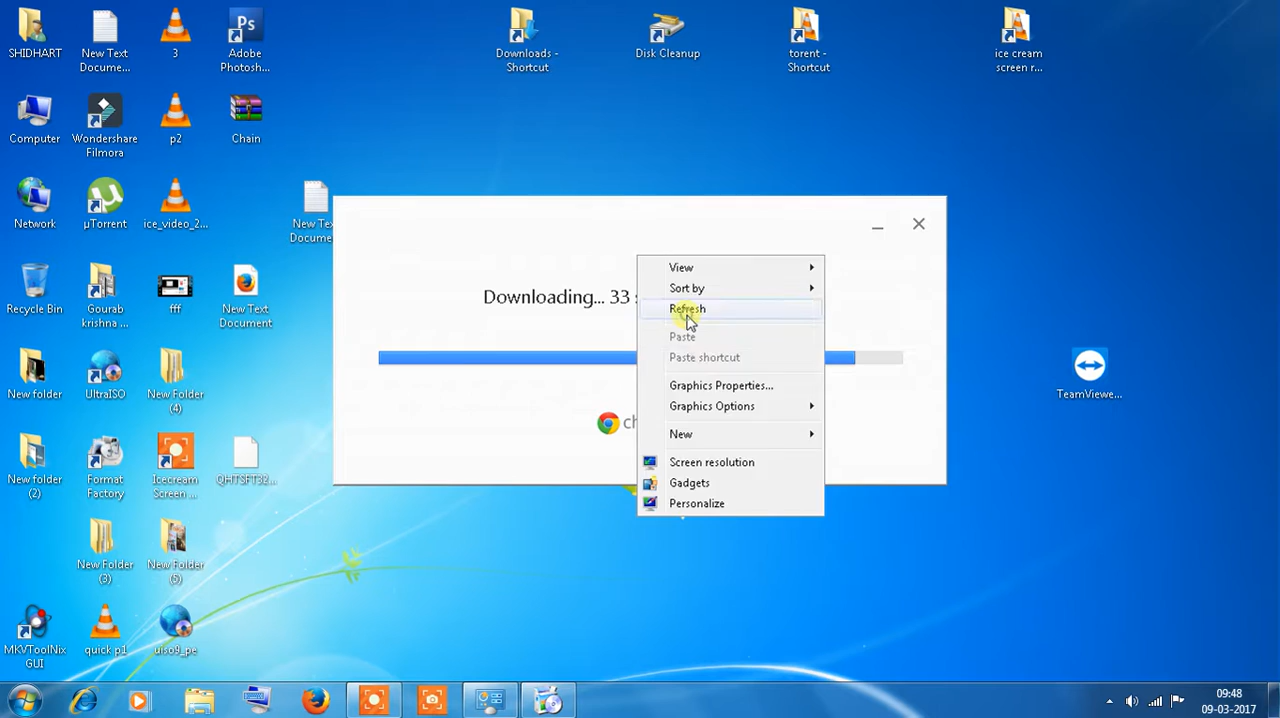 SHIDHART
New Text
Docume...
3
Adobe
Photosh...
Downloads -
Shortcut
Disk Cleanup
torent -
Shortcut
ice cream
screen r...
Computer
Wondershare
Filmora
p2
Chain
Network
µTorrent
ice_video_2...
New Tex
Docume
Recycle Bin
Gourab
krishna ...
fff
New Text
Document
Downloading... 33 s
View
Sort by
Refresh
Paste
Paste shortcut
Graphics Properties...
Graphics Options
New
Screen resolution
Gadgets
Personalize
ch
New folder
UltraISO
New Folder
(4)
TeamViewe...
New folder
(2)
Format
Factory
Icecream
Screen ...
QHTSFT32...
New Folder
(3)
New Folder
(5)
MKVToolNix
GUI
quick p1
uiso9_pe
Ps
09:48
09-03-2017